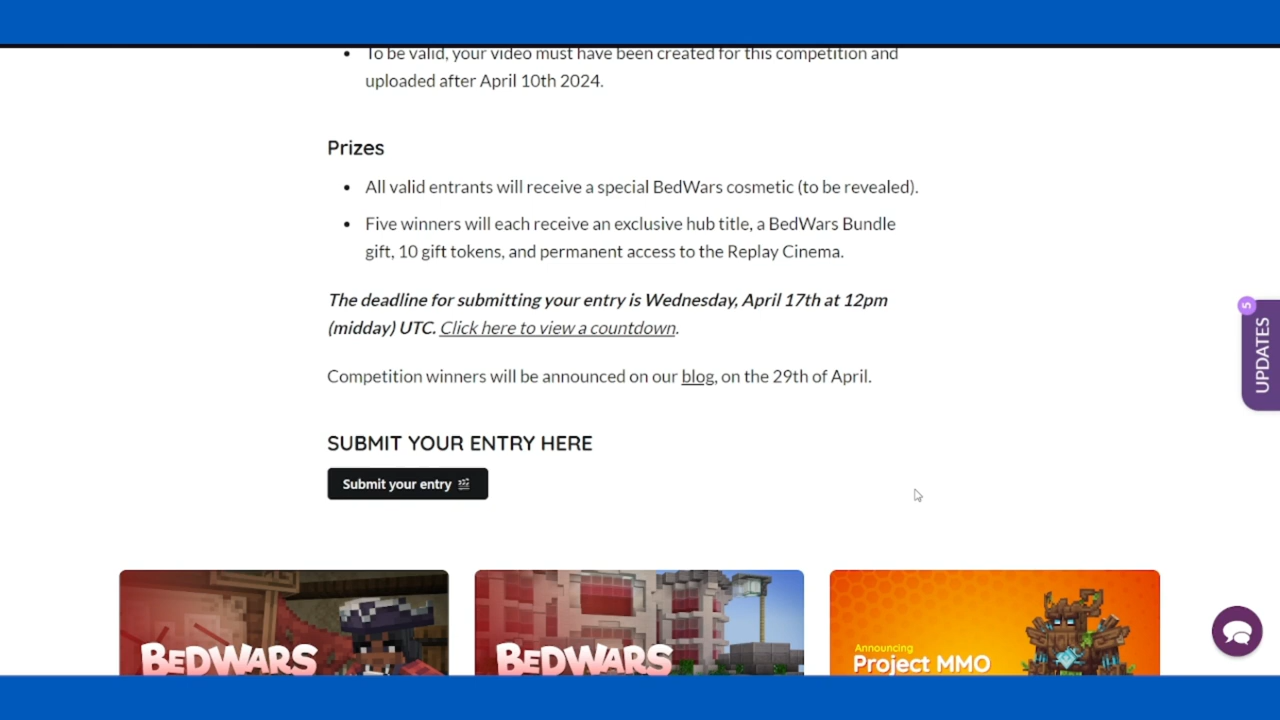 To be valid, your video must have been created for this competition and
uploaded after April 10th 2024.
Prizes
All valid entrants will receive a special BedWars cosmetic (to be revealed).
Five winners will each receive an exclusive hub title, a BedWars Bundle
gift, 10 gift tokens, and permanent access to the Replay Cinema.
The deadline for submitting your entry is Wednesday, April 17th at 12pm
(midday) UTC. Click here to view a countdown.
Competition winners will be announced on our blog, on the 29th of April.
SUBMIT YOUR ENTRY HERE
Submit your entry
5
UPDATES
BEDWARS
BEDWARS
Announcing
Project MMO